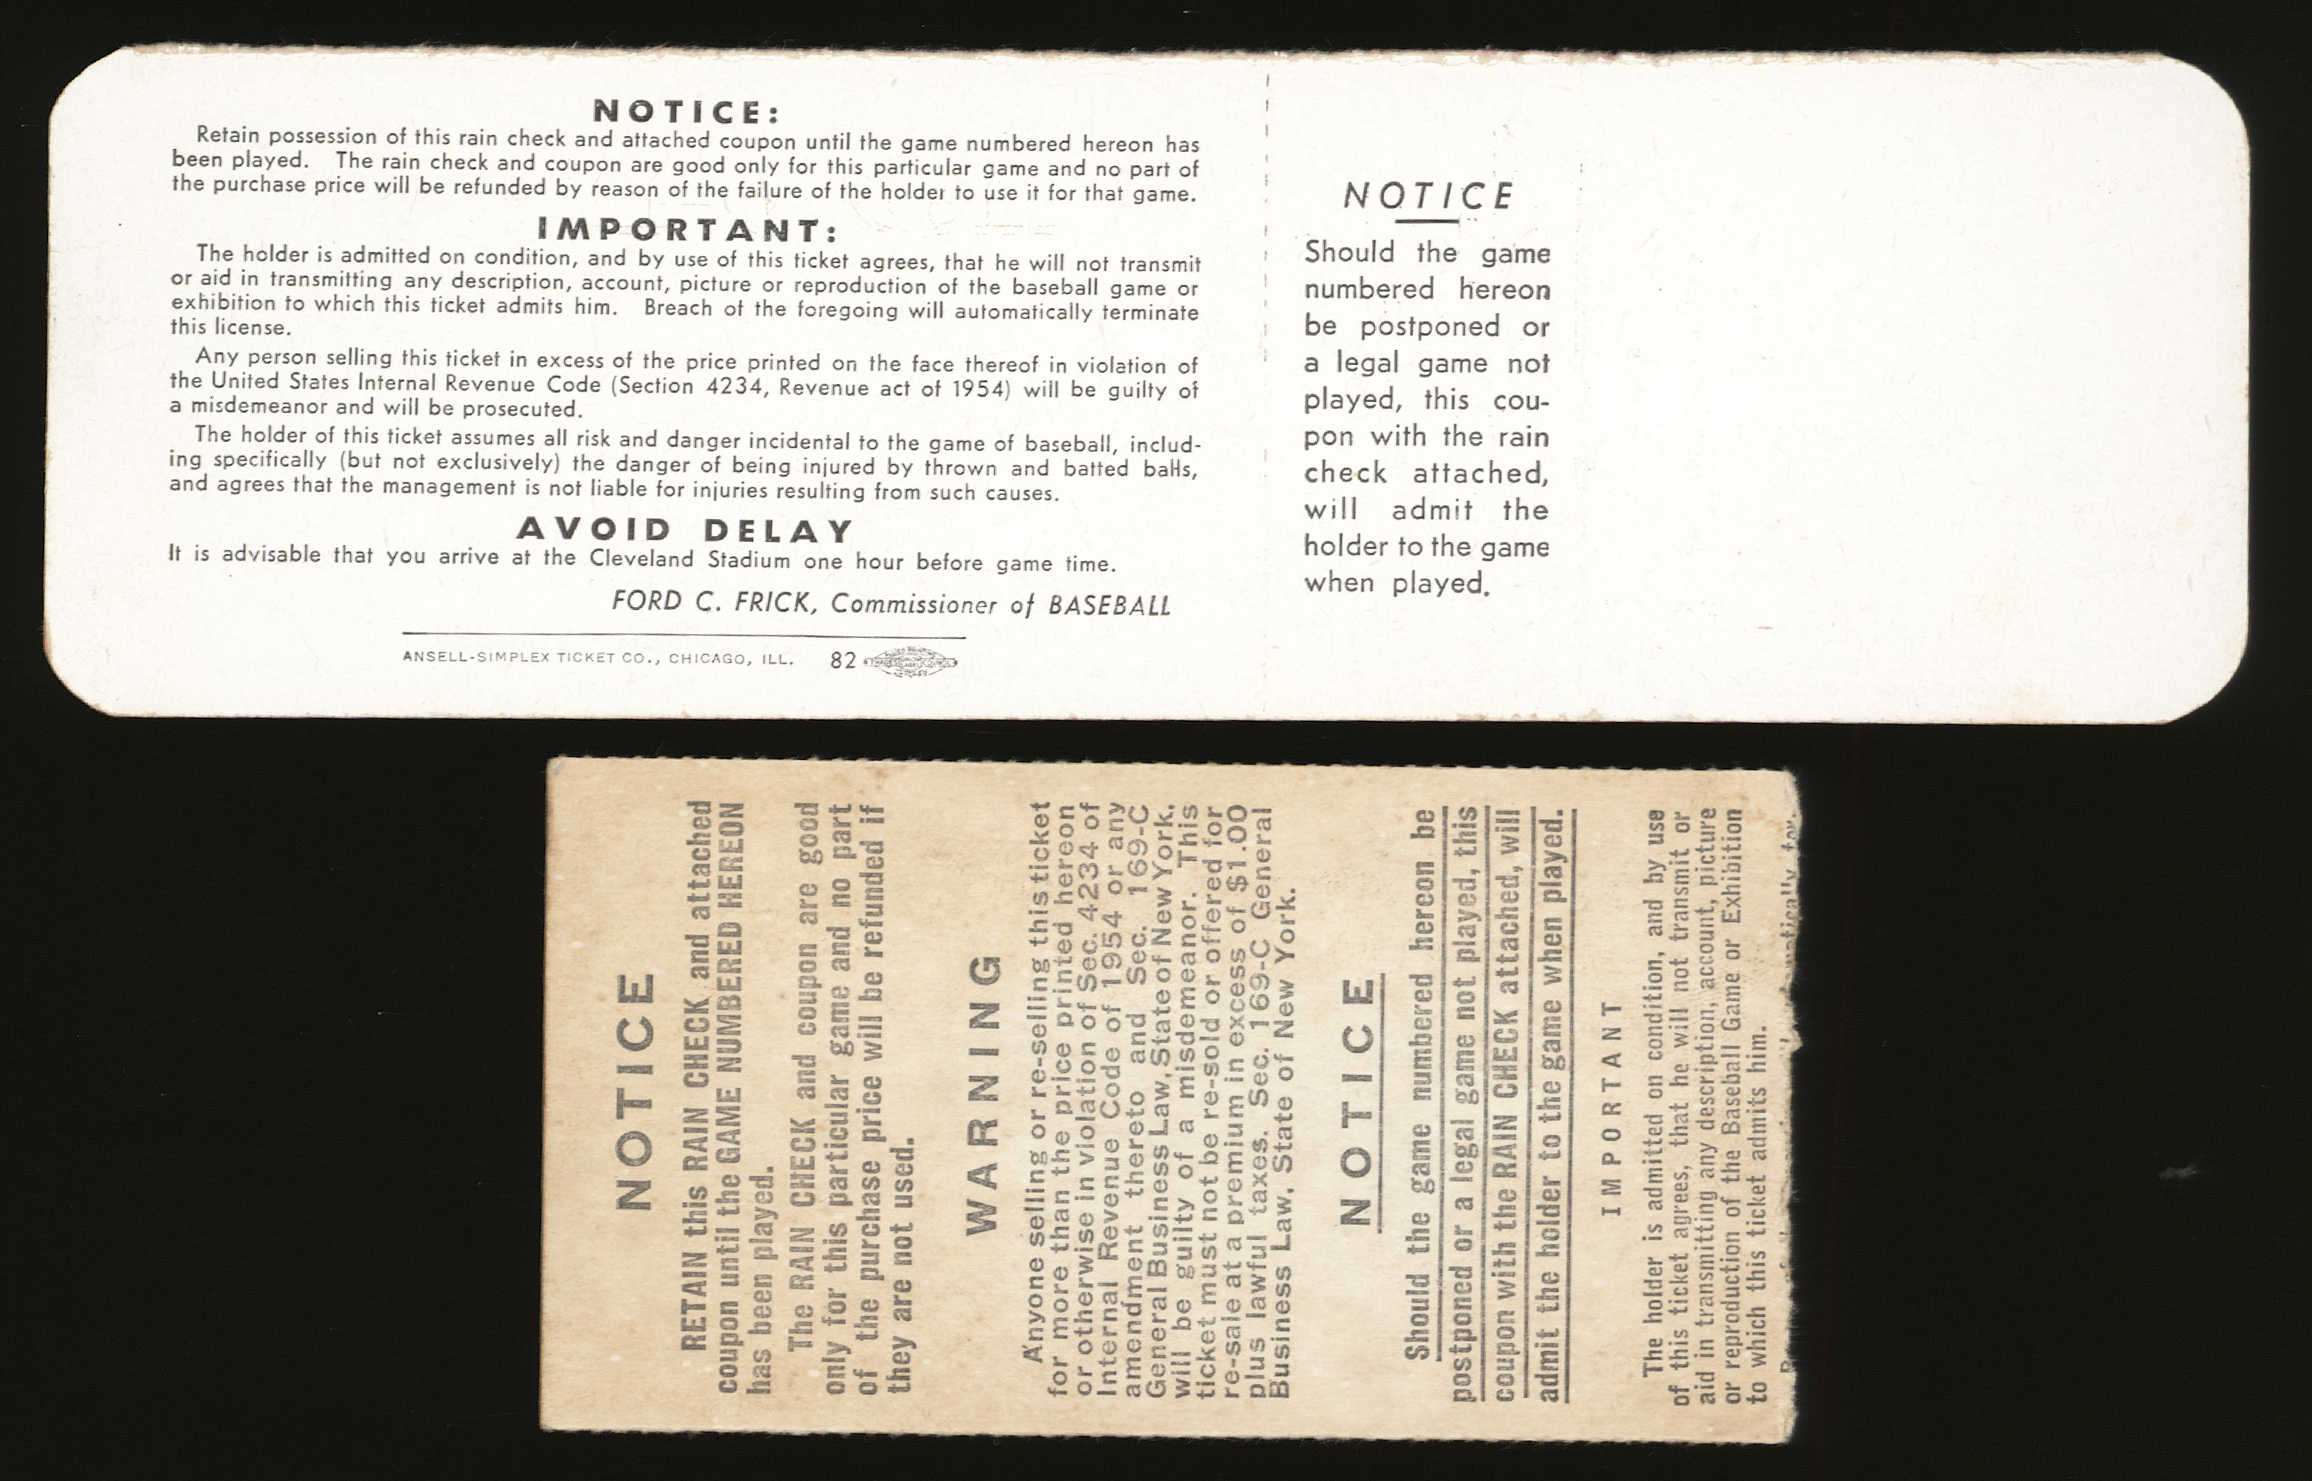 NOTICE:
Retain possession of this rain check and attached coupon until the game numbered hereon has
been played. The rain check and coupon are good only for this particular game and no part of
the purchase price will be refunded by reason of the failure of the holder to use it for that game.
IMPORTANT:
The holder is admitted on condition, and by use of this ticket agrees, that he will not transmit
or aid in transmitting any description, account, picture or reproduction of the baseball game or
exhibition to which this ticket admits him. Breach of the foregoing will automatically terminate
this license.
Any person selling this ticket in excess of the price printed on the face thereof in violation of
the United States Internal Revenue Code (Section 4234, Revenue act of 1954) will be guilty of
a misdemeanor and will be prosecuted.
The holder of this ticket assumes all risk and danger incidental to the game of baseball, includ-
ing specifically (but not exclusively) the danger of being injured by thrown and batted balls,
and agrees that the management is not liable for injuries resulting from such causes.
AVOID DELAY
It is advisable that you arrive at the Cleveland Stadium one hour before game time.
FORD C. FRICK, Commissioner of BASEBALL
ANSELL-SIMPLEX TICKET CO., CHICAGO, ILL. 82
NOTICE
Should the game
numbered hereon
be postponed or
a legal game not
played, this cou-
pon with the rain
check attached,
will admit the
holder to the game
when played.
NOTICE
RETAIN this RAIN CHECK and attached
coupon until the GAME NUMBERED HEREON
has been played.
The RAIN CHECK and coupon are good
only for this particular game and no part
of the purchase price will be refunded if
they are not used.
WARNING
Anyone selling or re-selling this ticket
for more than the price printed hereon
or otherwise in violation of Sec. 4234 of
Internal Revenue Code of 1954 or any
amendment thereto and Sec. 169-C
General Business Law, State of New York,
will be guilty of a misdemeanor. This
ticket must not be re-sold or offered for
re-sale at a premium in excess of $1.00
plus lawful taxes. Sec. 169-C General
Business Law, State of New York.
NOTICE
Should the game numbered hereon be
postponed or a legal game not played, this
coupon with the RAIN CHECK attached, will
admit the holder to the game when played.
IMPORTANT
The holder is admitted on condition, and by use
of this ticket agrees, that he will not transmit or
aid in transmitting any description, account, picture
or reproduction of the Baseball Game or Exhibition
to which this ticket admits him.